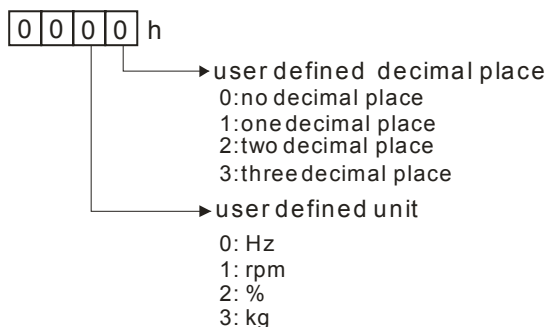 0 0 0 0 h
user defined decimal place
0:no decimal place
1:one decimal place
2:two decimal place
3:three decimal place
user defined unit
0: Hz
1: rpm
2: %
3: kg